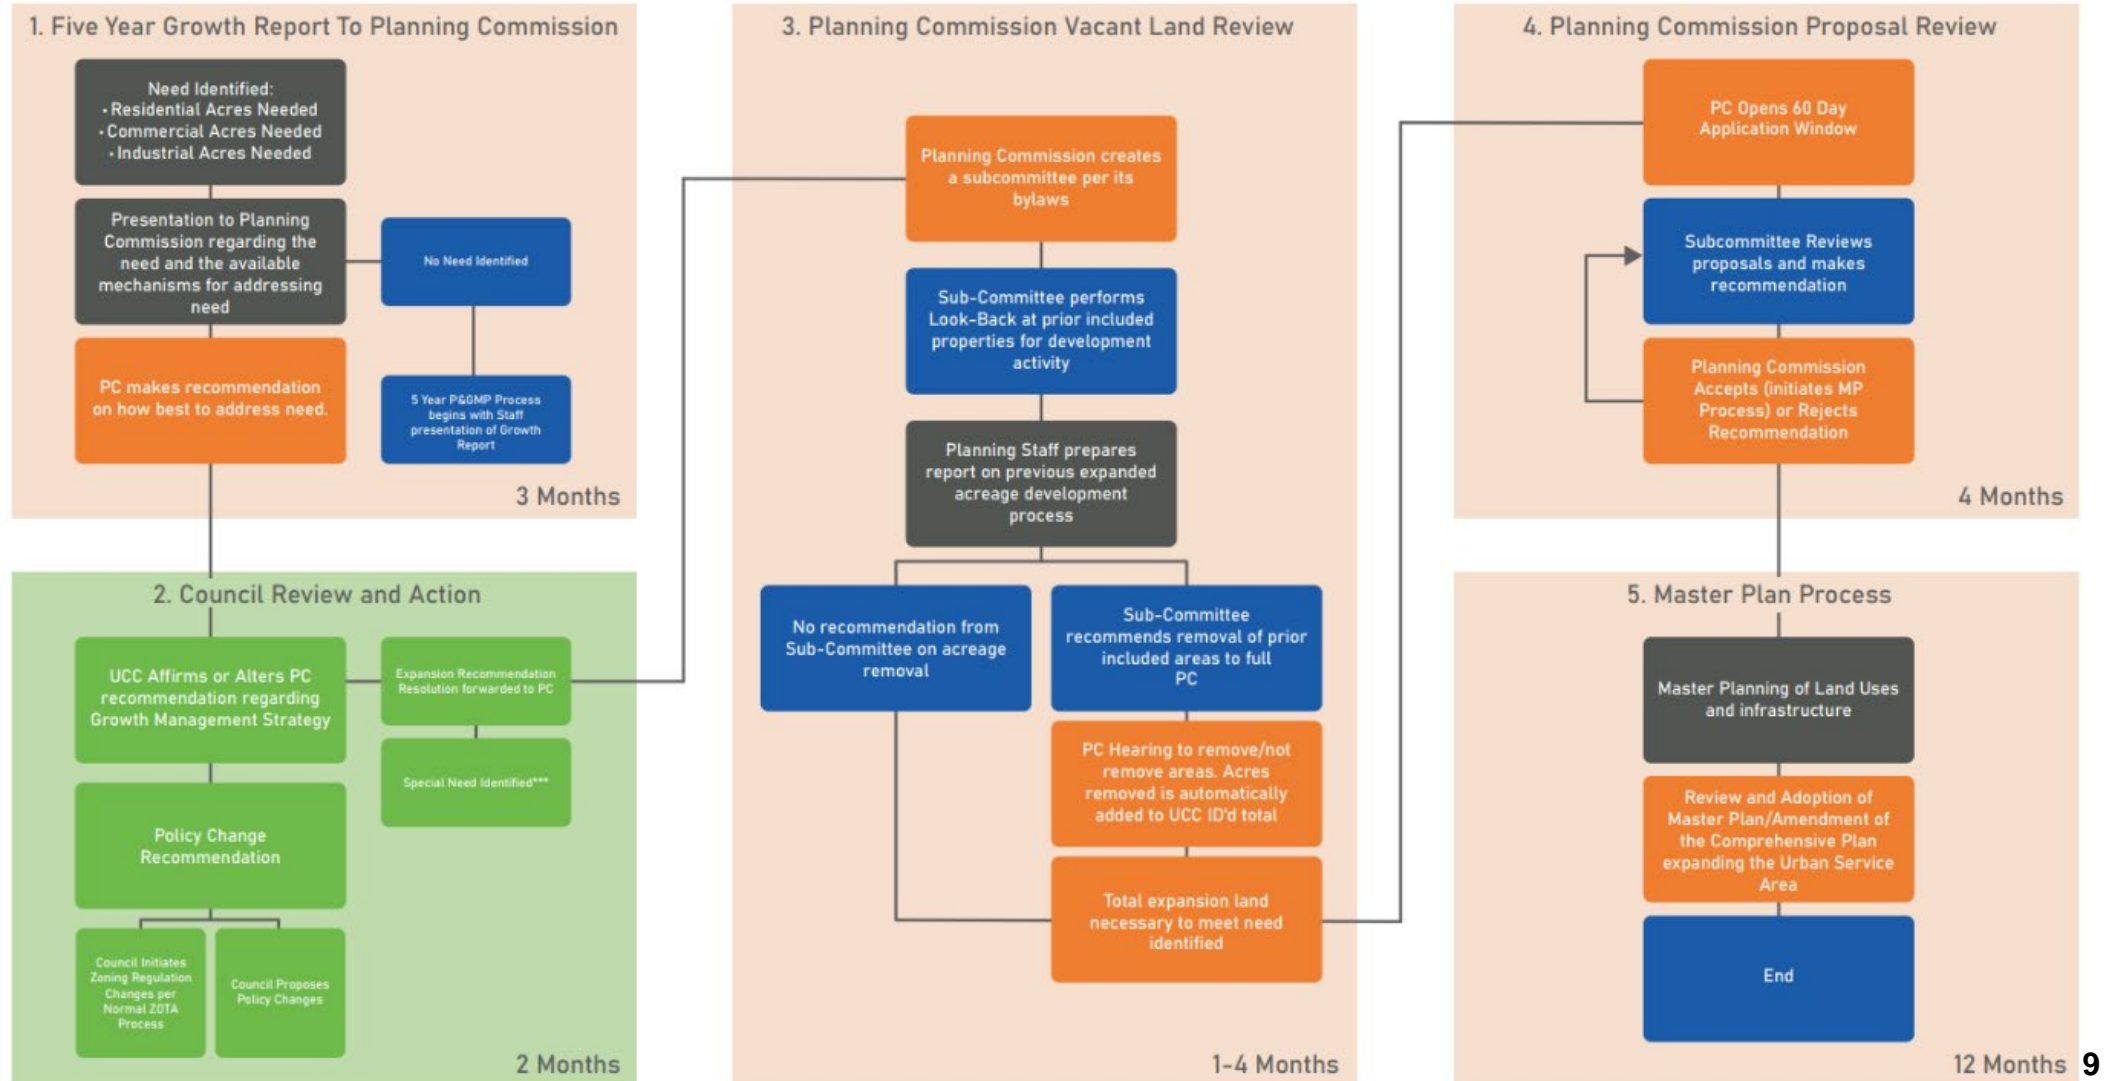 1. Five Year Growth Report To Planning Commission
Need Identified:
• Residential Acres Needed
• Commercial Acres Needed
• Industrial Acres Needed
Presentation to Planning
Commission regarding the
need and the available
mechanisms for addressing
need
No Need Identified
PC makes recommendation
on how best to address need.
5 Year P&GMP Process
begins with Staff
presentation of Growth
Report
3 Months
2. Council Review and Action
UCC Affirms or Alters PC
recommendation regarding
Growth Management Strategy
Expansion Recommendation
Resolution forwarded to PC
Special Need Identified***
Policy Change
Recommendation
Council Initiates
Zoning Regulation
Changes per
Normal ZOTA
Process
Council Proposes
Policy Changes
2 Months
3. Planning Commission Vacant Land Review
Planning Commission creates
a subcommittee per its
bylaws
Sub-Committee performs
Look-Back at prior included
properties for development
activity
Planning Staff prepares
report on previous expanded
acreage development
process
No recommendation from
Sub-Committee on acreage
removal
Sub-Committee
recommends removal of prior
included areas to full
PC
PC Hearing to remove/not
remove areas. Acres
removed is automatically
added to UCC ID'd total
Total expansion land
necessary to meet need
identified
1-4 Months
4. Planning Commission Proposal Review
PC Opens 60 Day
Application Window
Subcommittee Reviews
proposals and makes
recommendation
Planning Commission
Accepts (initiates MP
Process) or Rejects
Recommendation
4 Months
5. Master Plan Process
Master Planning of Land Uses
and infrastructure
Review and Adoption of
Master Plan/Amendment of
the Comprehensive Plan
expanding the Urban Service
Area
End
12 Months
9